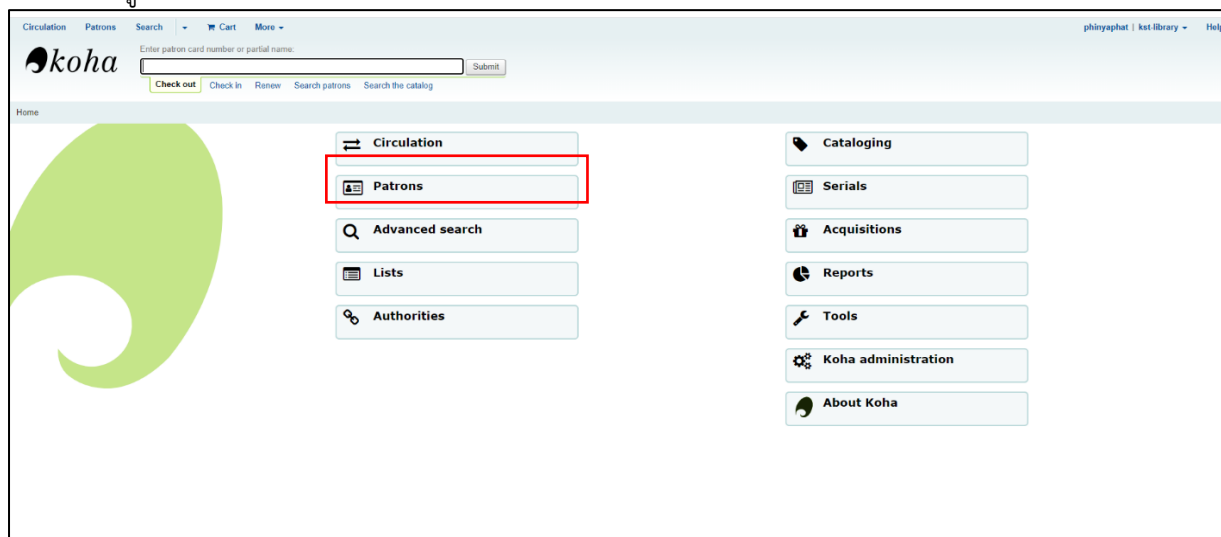 Circulation Patrons Search Cart More phinyaphat | kst-library Help
koha
Enter patron card number or partial name:
Submit
Check out Check in Renew Search patrons Search the catalog
Home
Circulation
Patrons
Advanced search
Lists
Authorities
Cataloging
Serials
Acquisitions
Reports
Tools
Koha administration
About Koha